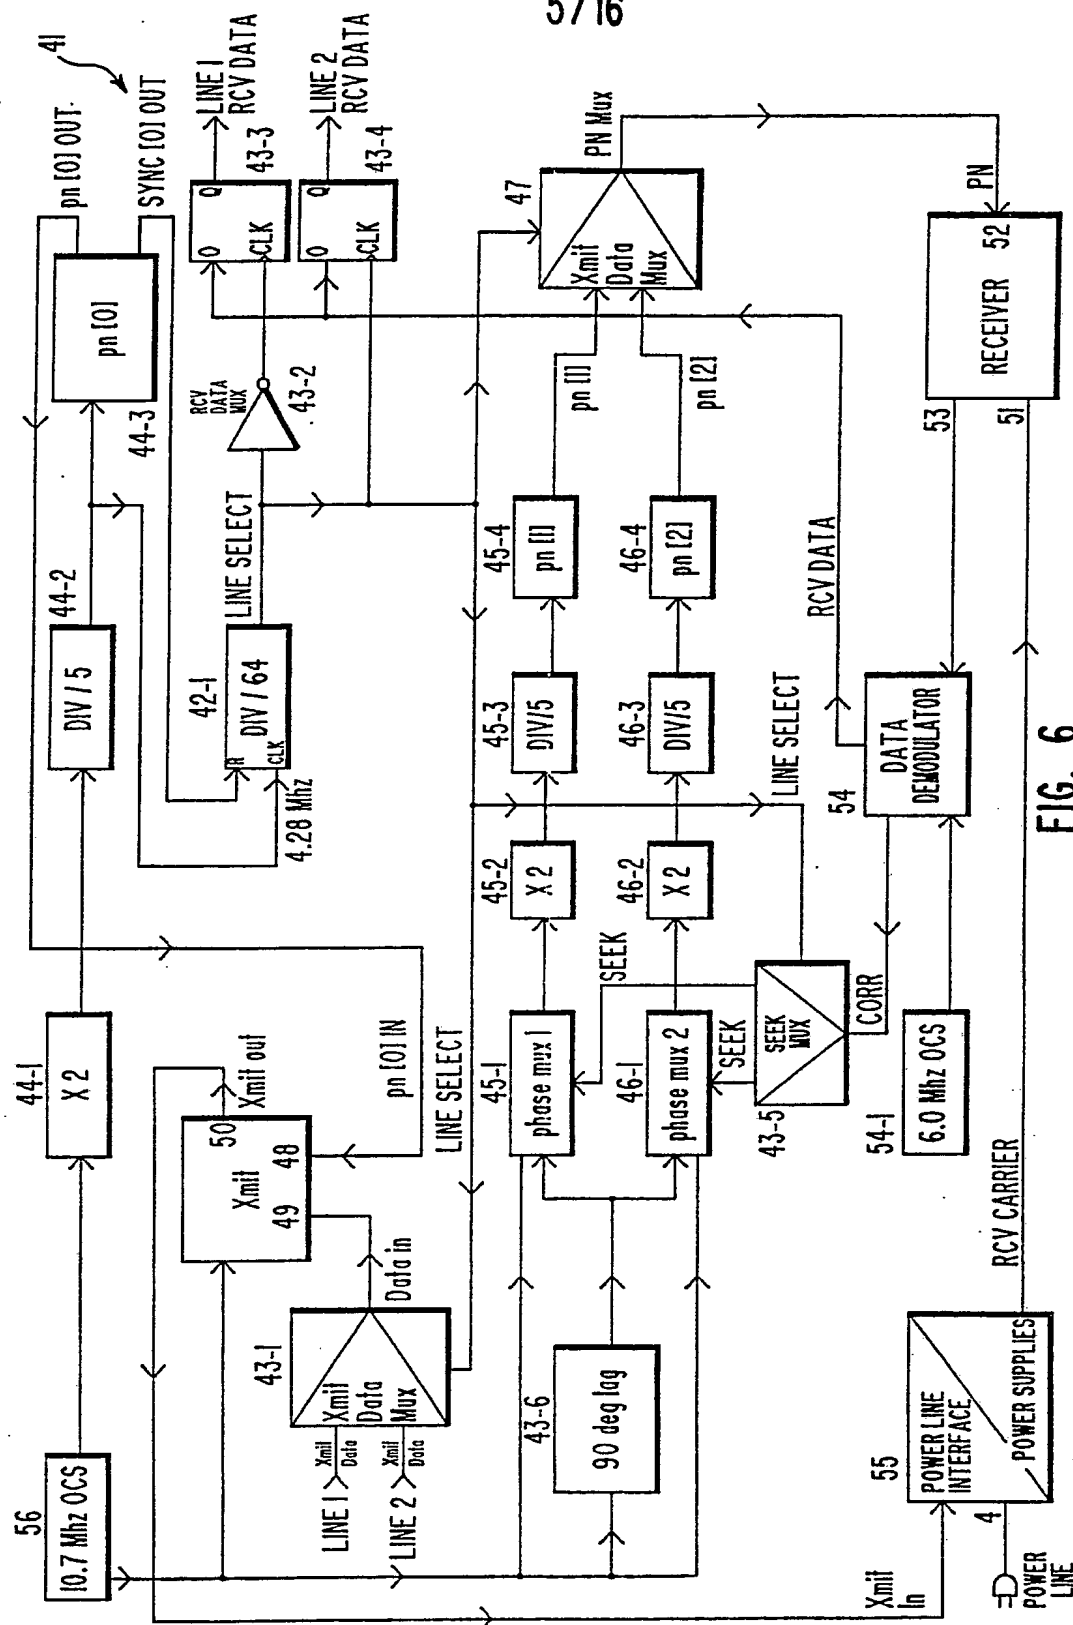 5/16
41
56
10.7 Mhz OCS
44-1
X 2
44-2
DIV / 5
44-3
pn [0]
pn [0] OUT
SYNC [0] OUT
42-1
DIV / 64
R
CLK
4.28 Mhz
LINE SELECT
RCV
DATA
MUX
43-2
O
Q
CLK
43-3
LINE 1
RCV DATA
O
Q
CLK
43-4
LINE 2
RCV DATA
Xmit
50
49
48
Xmit out
pn [0] IN
Data in
LINE SELECT
43-1
Xmit
Data
Mux
LINE 1
Xmit
Data
LINE 2
Xmit
Data
43-6
90 deg lag
45-1
phase mux 1
45-2
X 2
45-3
DIV/5
45-4
pn [1]
pn [1]
46-1
phase mux 2
46-2
X 2
46-3
DIV/5
46-4
pn [2]
pn [2]
47
Xmit
Data
Mux
PN Mux
PN
SEEK
SEEK
43-5
SEEK
MUX
CORR
LINE SELECT
54-1
6.0 Mhz OCS
54
DATA
DEMODULATOR
RCV DATA
53
51
RECEIVER
52
RCV CARRIER
55
POWER LINE
INTERFACE
POWER SUPPLIES
Xmit
In
4
POWER
LINE
FIG. 6